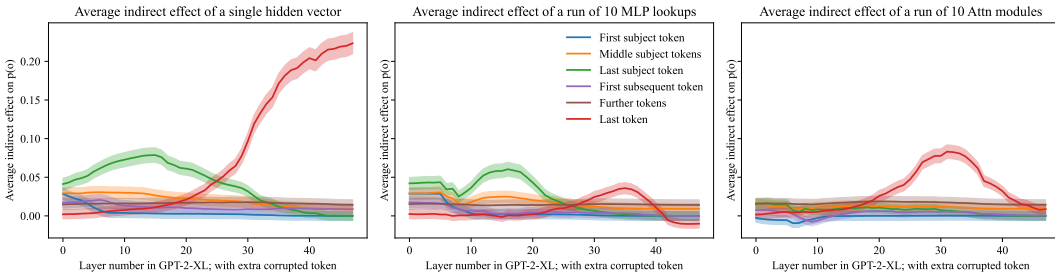 Average indirect effect of a single hidden vector
Average indirect effect on p(o)
0.20
0.15
0.10
0.05
0.00
0 10 20 30 40
Layer number in GPT-2-XL; with extra corrupted token
Average indirect effect of a run of 10 MLP lookups
Average indirect effect on p(o)
First subject token
Middle subject tokens
Last subject token
First subsequent token
Further tokens
Last token
0 10 20 30 40
Layer number in GPT-2-XL; with extra corrupted token
Average indirect effect of a run of 10 Attn modules
Average indirect effect on p(o)
0 10 20 30 40
Layer number in GPT-2-XL; with extra corrupted token